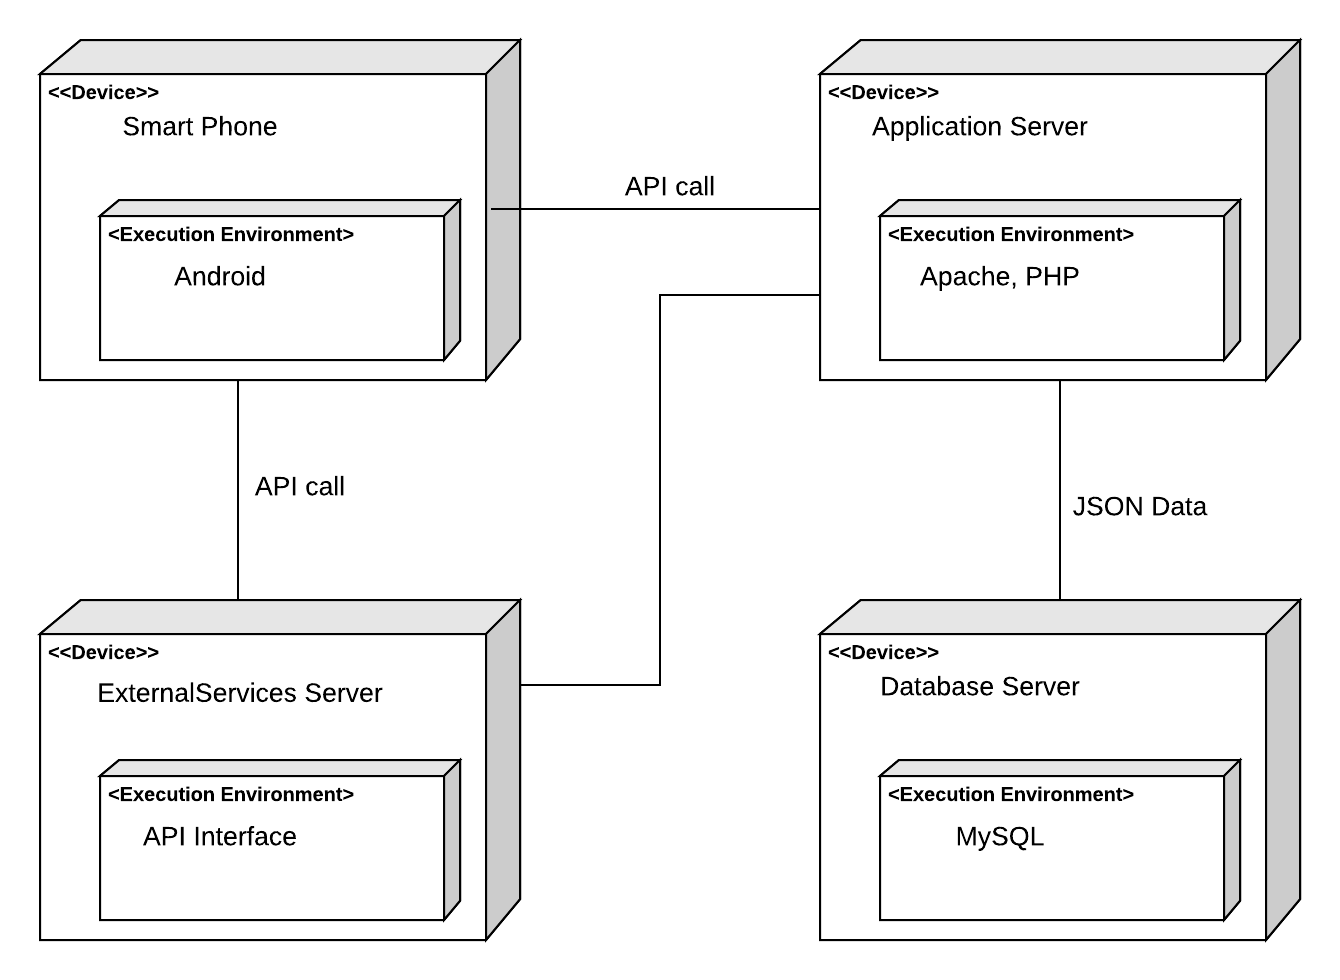 <<Device>>
Smart Phone
<Execution Environment>
Android
API call
<<Device>>
Application Server
<Execution Environment>
Apache, PHP
API call
JSON Data
<<Device>>
ExternalServices Server
<Execution Environment>
API Interface
<<Device>>
Database Server
<Execution Environment>
MySQL